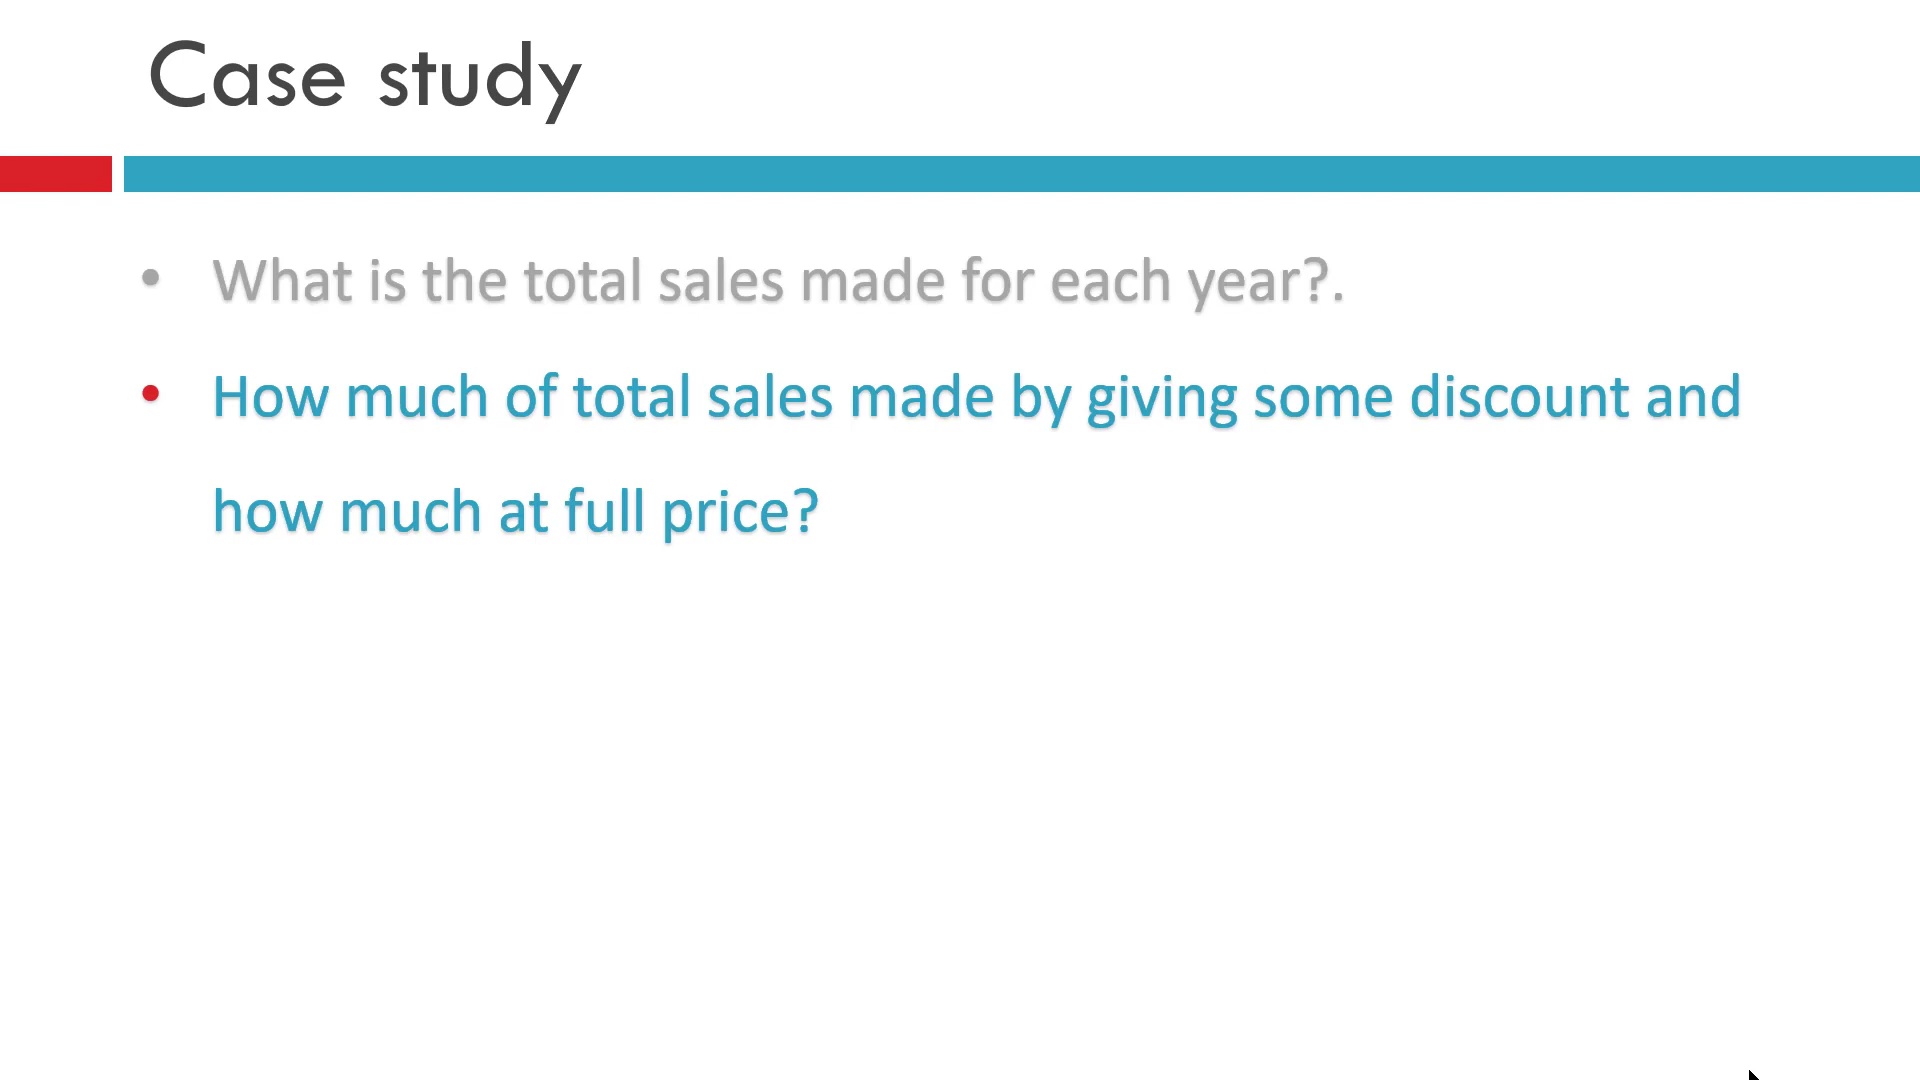 Case study
• What is the total sales made for each year?.
• How much of total sales made by giving some discount and
how much at full price?